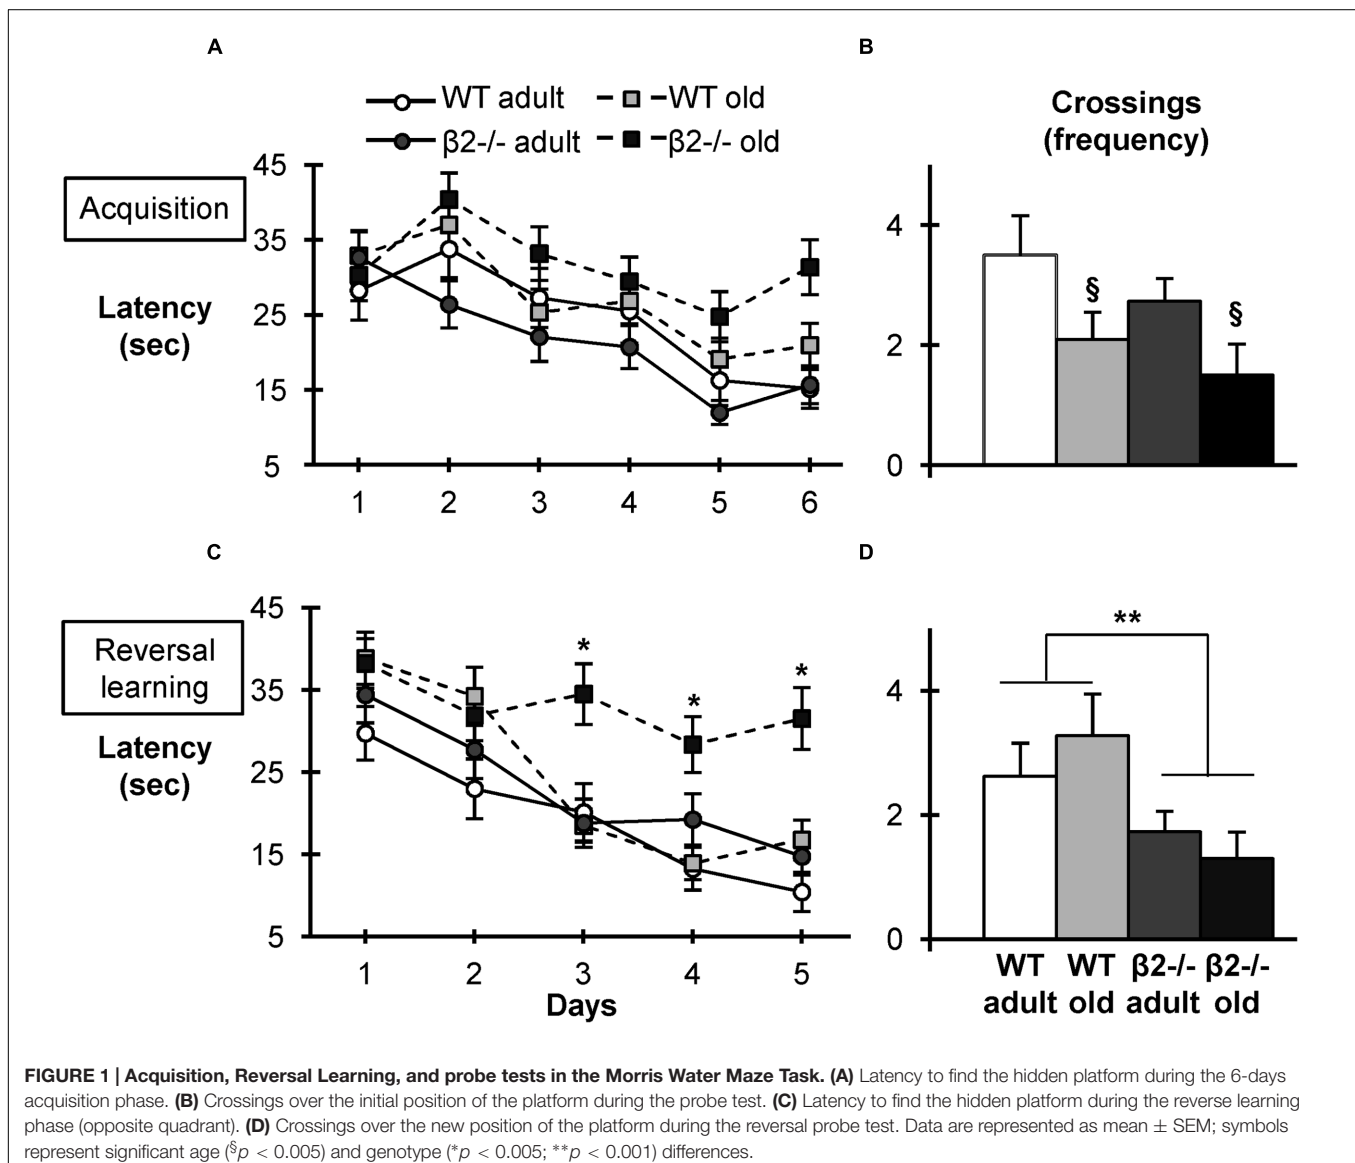 A
WT adult
WT old
β2-/- adult
β2-/- old
Acquisition
Latency
(sec)
45
35
25
15
5
1 2 3 4 5 6
B
Crossings
(frequency)
4
2
0
§
§
C
Reversal
learning
Latency
(sec)
45
35
25
15
5
*
*
*
1 2 3 4 5
Days
D
**
4
2
0
WT WT β2-/- β2-/-
adult old adult old
FIGURE 1 | Acquisition, Reversal Learning, and probe tests in the Morris Water Maze Task. (A) Latency to find the hidden platform during the 6-days
acquisition phase. (B) Crossings over the initial position of the platform during the probe test. (C) Latency to find the hidden platform during the reverse learning
phase (opposite quadrant). (D) Crossings over the new position of the platform during the reversal probe test. Data are represented as mean ± SEM; symbols
represent significant age (§p < 0.005) and genotype (*p < 0.005; **p < 0.001) differences.